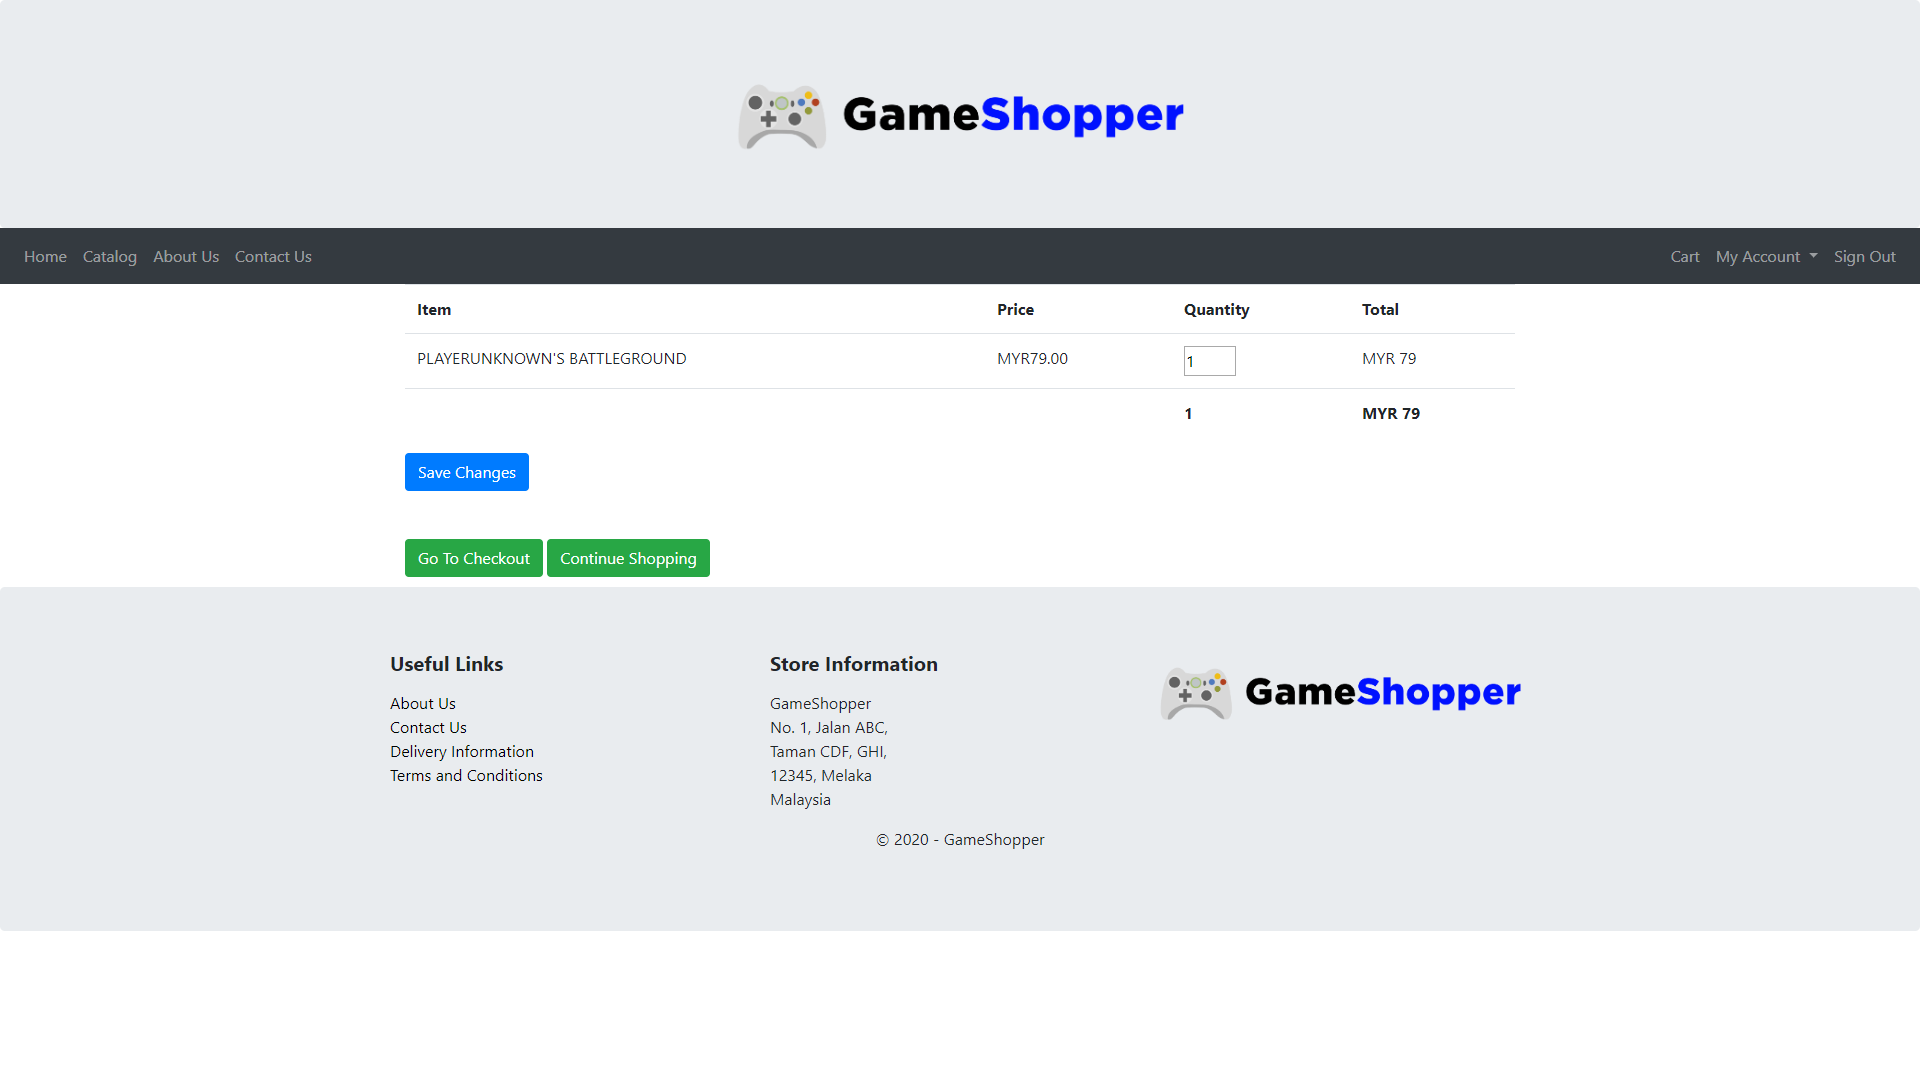 GameShopper
Home Catalog About Us Contact Us Cart My Account Sign Out
Item Price Quantity Total
PLAYERUNKNOWN'S BATTLEGROUND MYR79.00 1 MYR 79
1 MYR 79
Save Changes
Go To Checkout Continue Shopping
Useful Links
About Us
Contact Us
Delivery Information
Terms and Conditions
Store Information
GameShopper
No. 1, Jalan ABC,
Taman CDF, GHI,
12345, Melaka
Malaysia
GameShopper
© 2020 - GameShopper